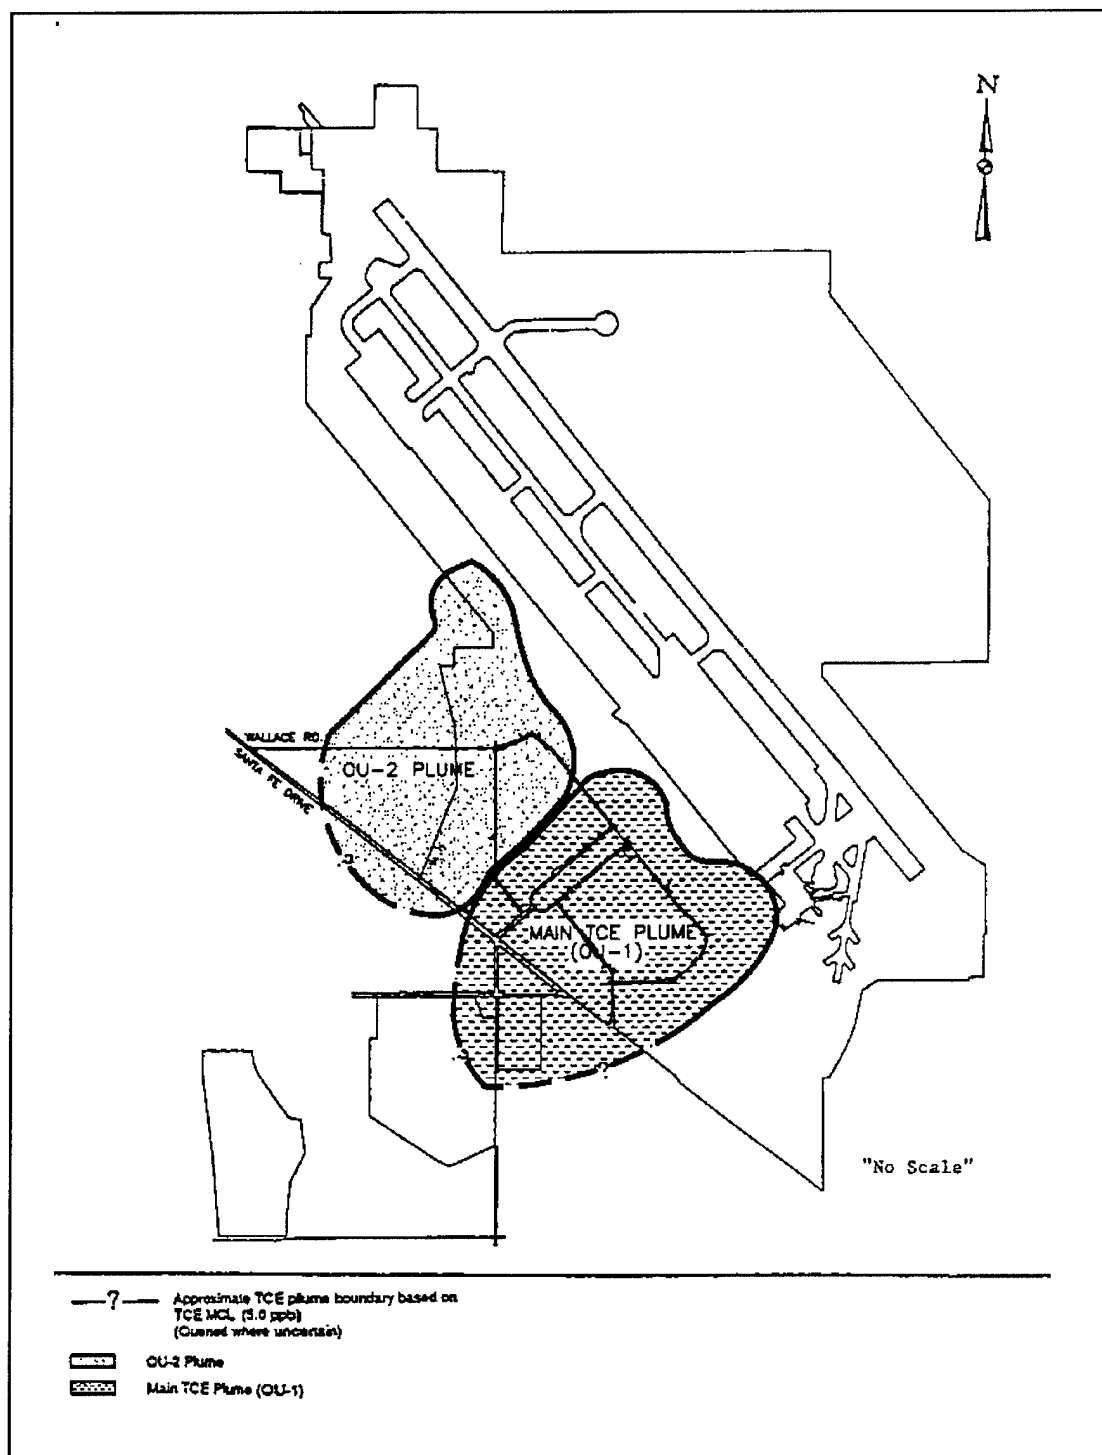 N
WALLACE RD.
SANTA FE DRIVE
OU-2 PLUME
?
MAIN TCE PLUME
(OU-1)
?
?
"No Scale"
?
Approximate TCE plume boundary based on
TCE MCL (5.0 ppb)
(Queried where uncertain)
OU-2 Plume
Main TCE Plume (OU-1)